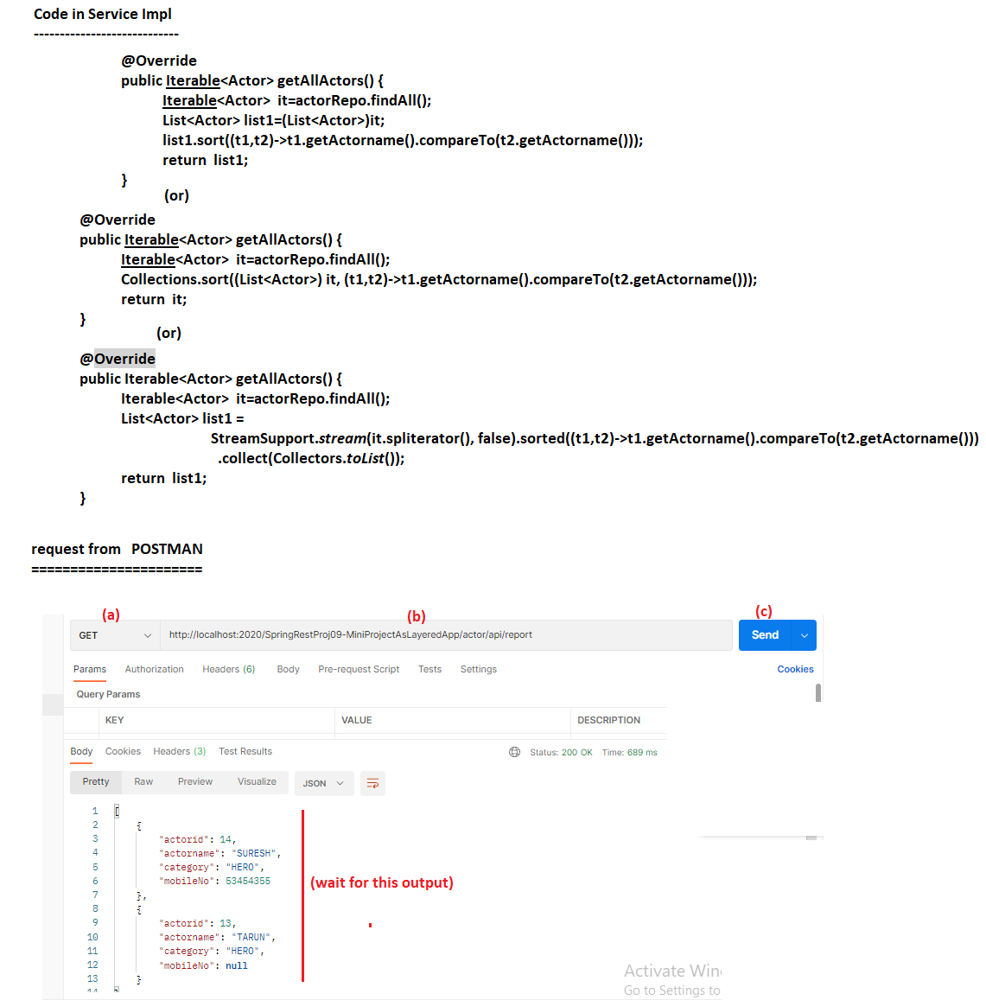 Code in Service Impl
----------------------------
@Override
public Iterable<Actor> getAllActors() {
Iterable<Actor>  it=actorRepo.findAll();
List<Actor> list1=(List<Actor>)it;
list1.sort((t1,t2)->t1.getActorname().compareTo(t2.getActorname()));
return  list1;
}
(or)
@Override
public Iterable<Actor> getAllActors() {
Iterable<Actor>  it=actorRepo.findAll();
Collections.sort((List<Actor>) it, (t1,t2)->t1.getActorname().compareTo(t2.getActorname()));
return  it;
}
(or)
@Override
public Iterable<Actor> getAllActors() {
Iterable<Actor>  it=actorRepo.findAll();
List<Actor> list1 =
StreamSupport.stream(it.spliterator(), false).sorted((t1,t2)->t1.getActorname().compareTo(t2.getActorname()))
.collect(Collectors.toList());
return  list1;
}
request from   POSTMAN
======================
(a) (b) (c)
GET http://localhost:2020/SpringRestProj09-MiniProjectAsLayeredApp/actor/api/report Send
Params Authorization Headers (6) Body Pre-request Script Tests Settings Cookies
Query Params
KEY VALUE DESCRIPTION
Body Cookies Headers (3) Test Results Status: 200 OK Time: 689 ms
Pretty Raw Preview Visualize JSON
1 [
2 {
3 "actorid": 14,
4 "actorname": "SURESH",
5 "category": "HERO",
6 "mobileNo": 53454355
(wait for this output)
7 },
8 {
9 "actorid": 13,
10 "actorname": "TARUN",
11 "category": "HERO",
12 "mobileNo": null
13 }
14 ]
Activate Win
Go to Settings to